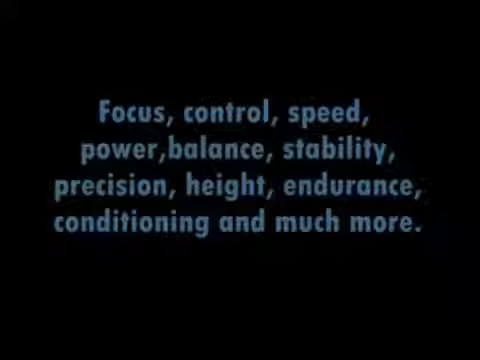 Focus, control, speed,
power,balance, stability,
precision, height, endurance,
conditioning and much more.